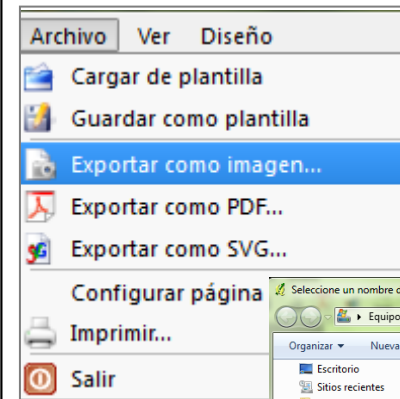 Archivo Ver Diseño
Cargar de plantilla
Guardar como plantilla
Exportar como imagen...
Exportar como PDF...
Exportar como SVG...
Configurar página
Imprimir...
Salir
Seleccione un nombre
Equipo
Organizar Nueva
Escritorio
Sitios recientes